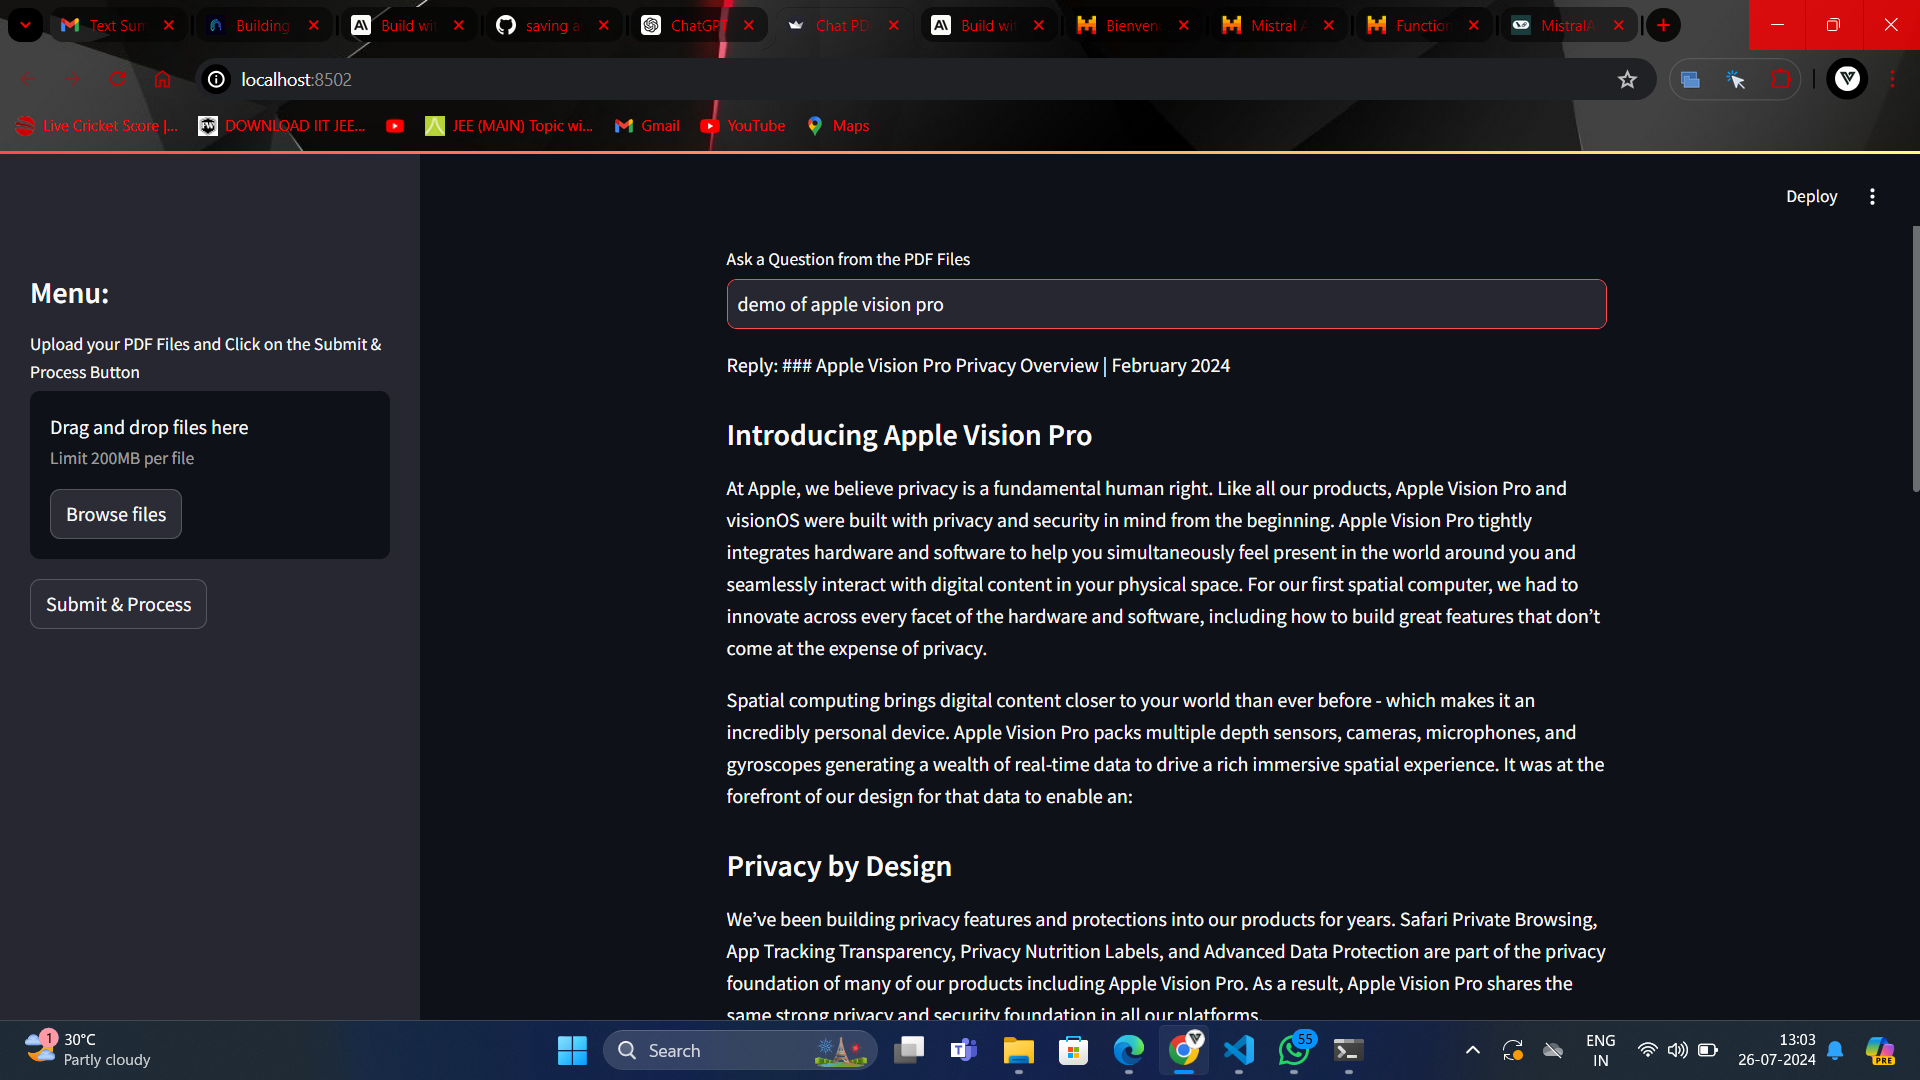 Text Sum
Building
Build wit
saving a
ChatGP
Chat PD
Build wit
Bienven
Mistral A
Function
MistralA
localhost:8502
Live Cricket Score |...
DOWNLOAD IIT JEE...
JEE (MAIN) Topic wi...
Gmail
YouTube
Maps
Deploy
Menu:
Upload your PDF Files and Click on the Submit &
Process Button
Drag and drop files here
Limit 200MB per file
Browse files
Submit & Process
Ask a Question from the PDF Files
demo of apple vision pro
Reply: ### Apple Vision Pro Privacy Overview | February 2024
Introducing Apple Vision Pro
At Apple, we believe privacy is a fundamental human right. Like all our products, Apple Vision Pro and
visionOS were built with privacy and security in mind from the beginning. Apple Vision Pro tightly
integrates hardware and software to help you simultaneously feel present in the world around you and
seamlessly interact with digital content in your physical space. For our first spatial computer, we had to
innovate across every facet of the hardware and software, including how to build great features that don’t
come at the expense of privacy.
Spatial computing brings digital content closer to your world than ever before - which makes it an
incredibly personal device. Apple Vision Pro packs multiple depth sensors, cameras, microphones, and
gyroscopes generating a wealth of real-time data to drive a rich immersive spatial experience. It was at the
forefront of our design for that data to enable an:
Privacy by Design
We’ve been building privacy features and protections into our products for years. Safari Private Browsing,
App Tracking Transparency, Privacy Nutrition Labels, and Advanced Data Protection are part of the privacy
foundation of many of our products including Apple Vision Pro. As a result, Apple Vision Pro shares the
same strong privacy and security foundation in all our platforms.
1
30°C
Partly cloudy
Search
55
ENG
IN
13:03
26-07-2024
PRE